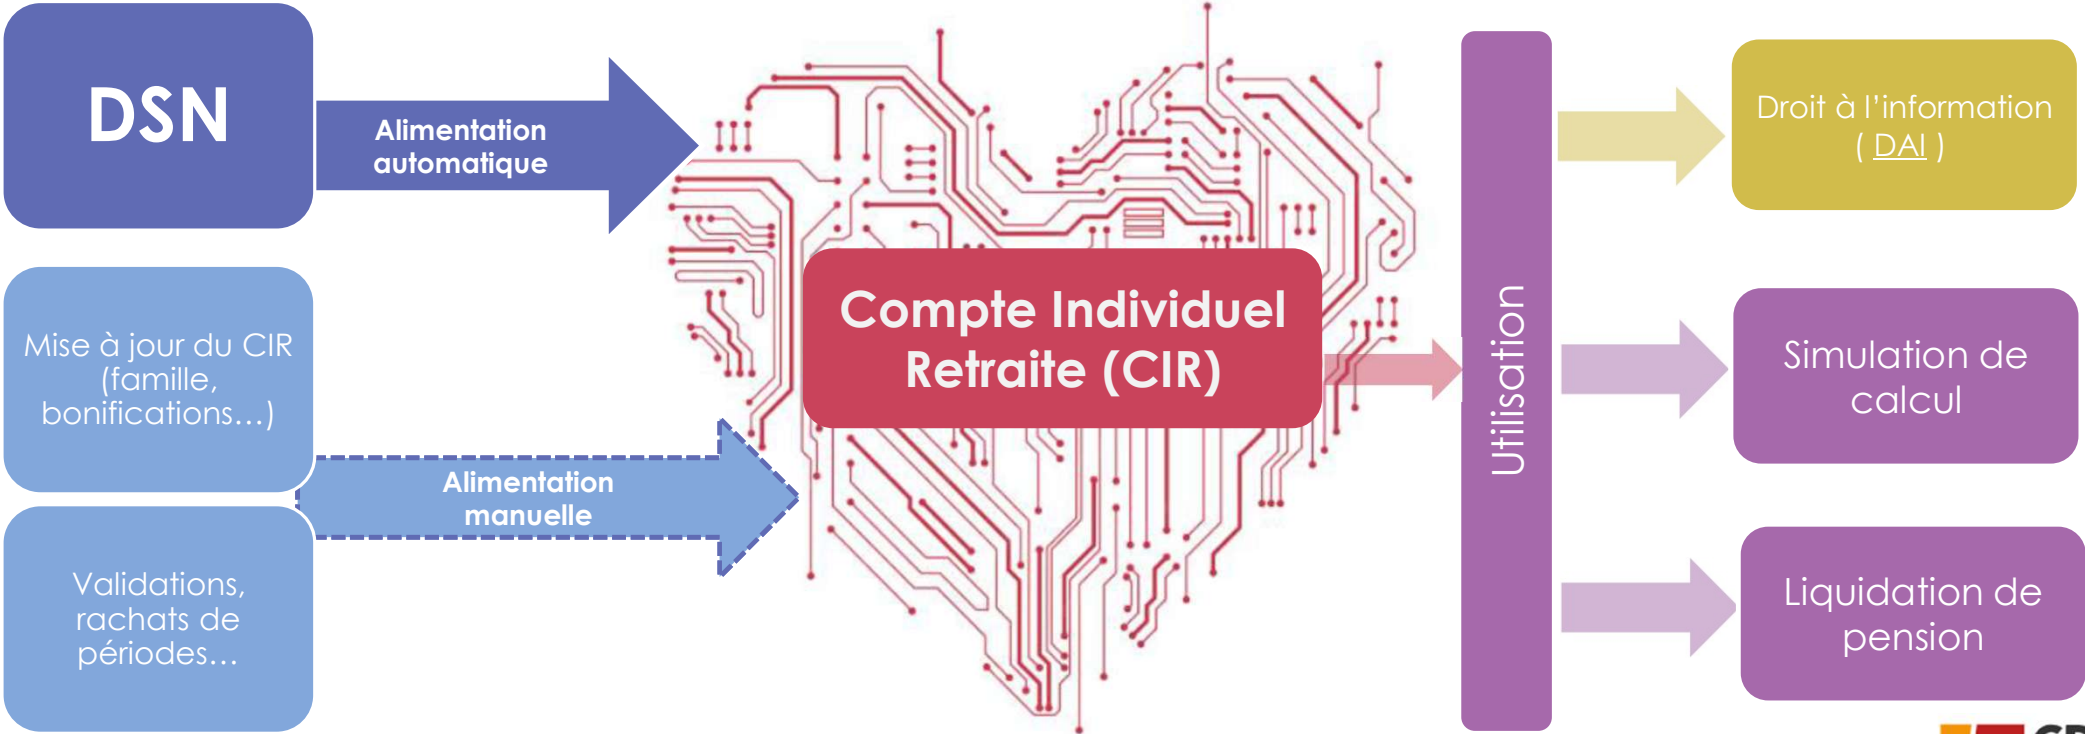 DSN
Alimentation
automatique
Mise à jour du CIR
(famille,
bonifications...)
Alimentation
manuelle
Validations,
rachats de
périodes...
Compte Individuel
Retraite (CIR)
Utilisation
Droit à l’information
( DAI )
Simulation de
calcul
Liquidation de
pension